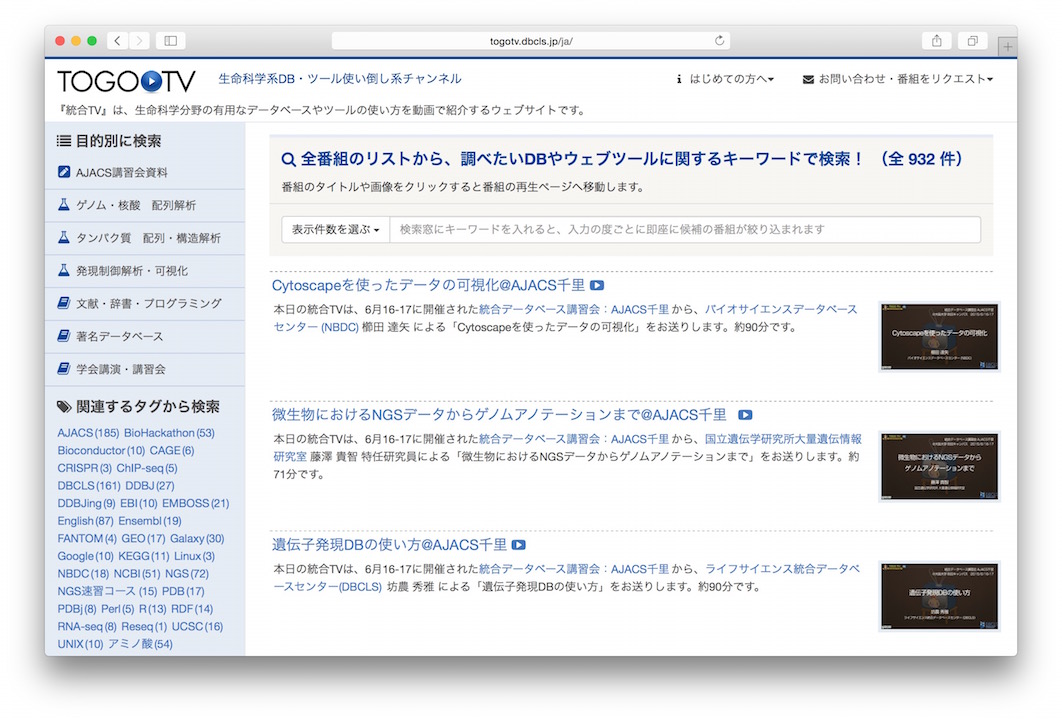 togotv.dbcls.jp/ja/
TOGO TV
生命科学系DB・ツール使い倒し系チャンネル
はじめての方へ
お問い合わせ・番組をリクエスト
『統合TV』は、生命科学分野の有用なデータベースやツールの使い方を動画で紹介するウェブサイトです。
目的別に検索
AJACS講習会資料
ゲノム・核酸 配列解析
タンパク質 配列・構造解析
発現制御解析・可視化
文献・辞書・プログラミング
著名データベース
学会講演・講習会
関連するタグから検索
AJACS(185) BioHackathon(53)
Bioconductor(10) CAGE(6)
CRISPR(3) ChIP-seq(5)
DBCLS(161) DDBJ(27)
DDBJing(9) EBI(10) EMBOSS(21)
English(87) Ensembl(19)
FANTOM(4) GEO(17) Galaxy(30)
Google(10) KEGG(11) Linux(3)
NBDC(18) NCBI(51) NGS(72)
NGS速習コース (15) PDB(17)
PDBj(8) Perl(5) R(13) RDF(14)
RNA-seq(8) Reseq(1) UCSC(16)
UNIX(10) アミノ酸(54)
全番組のリストから、調べたいDBやウェブツールに関するキーワードで検索！ （全 932 件）
番組のタイトルや画像をクリックすると番組の再生ページへ移動します。
表示件数を選ぶ
検索窓にキーワードを入れると、入力の度ごとに即座に候補の番組が絞り込まれます
Cytoscapeを使ったデータの可視化@AJACS千里
本日の統合TVは、6月16-17に開催された統合データベース講習会：AJACS千里 から、バイオサイエンスデータベース
センター (NBDC) 櫛田 達矢 による「Cytoscapeを使ったデータの可視化」をお送りします。約90分です。
Cytoscapeを使ったデータの可視化
櫛田 達矢
微生物におけるNGSデータからゲノムアノテーションまで@AJACS千里
本日の統合TVは、6月16-17に開催された統合データベース講習会：AJACS千里 から、国立遺伝学研究所大量遺伝情報
研究室 藤澤 貴智 特任研究員による「微生物におけるNGSデータからゲノムアノテーションまで」をお送りします。約
71分です。
微生物におけるNGSデータから
ゲノムアノテーションまで
藤澤 貴智
遺伝子発現DBの使い方@AJACS千里
本日の統合TVは、6月16-17に開催された統合データベース講習会：AJACS千里 から、ライフサイエンス統合データベ
ースセンター(DBCLS) 坊農 秀雅 による「遺伝子発現DBの使い方」をお送りします。約90分です。
遺伝子発現DBの使い方
坊農 秀雅